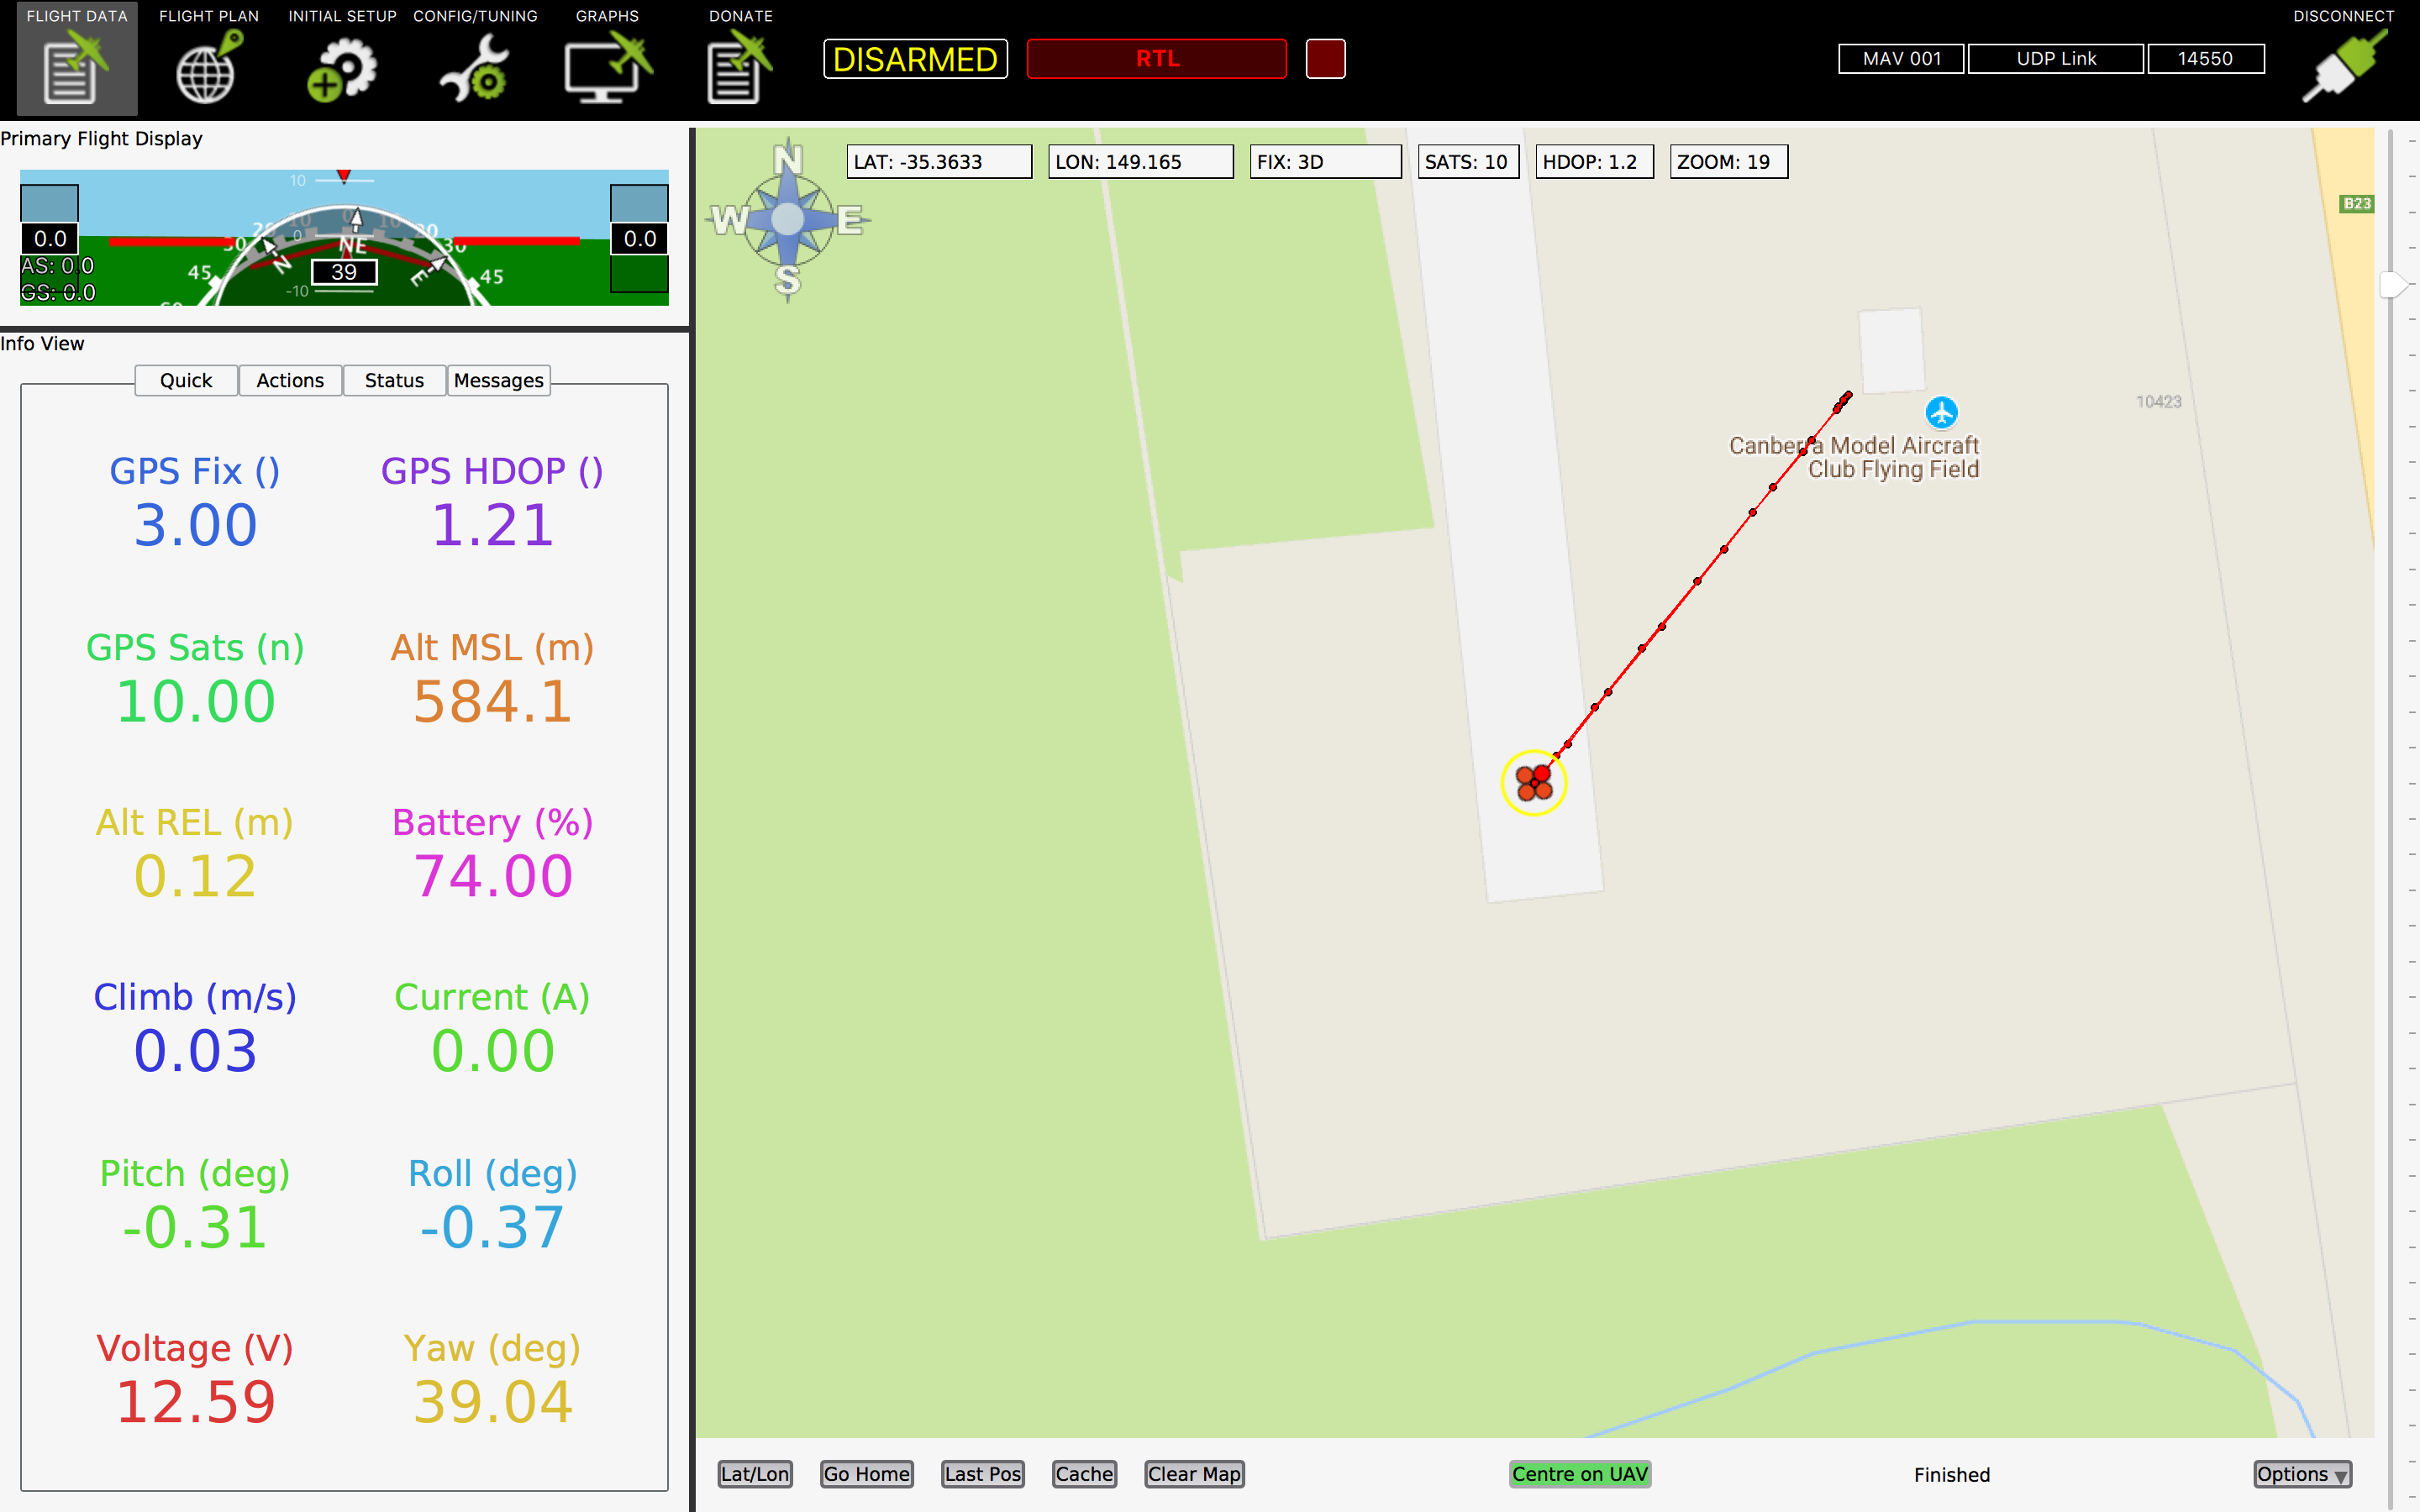 FLIGHT DATA
FLIGHT PLAN
INITIAL SETUP
CONFIG/TUNING
GRAPHS
DONATE
DISARMED
RTL
MAV 001
UDP Link
14550
DISCONNECT
Primary Flight Display
10
0.0
AS: 0.0
GS: 0.0
45
30
20
10
0
10
20
30
45
0
N
NE
E
39
-10
0.0
Info View
Quick
Actions
Status
Messages
GPS Fix ()
3.00
GPS HDOP ()
1.21
GPS Sats (n)
10.00
Alt MSL (m)
584.1
Alt REL (m)
0.12
Battery (%)
74.00
Climb (m/s)
0.03
Current (A)
0.00
Pitch (deg)
-0.31
Roll (deg)
-0.37
Voltage (V)
12.59
Yaw (deg)
39.04
N
W
E
S
LAT: -35.3633
LON: 149.165
FIX: 3D
SATS: 10
HDOP: 1.2
ZOOM: 19
B23
10423
Canberra Model Aircraft
Club Flying Field
Lat/Lon
Go Home
Last Pos
Cache
Clear Map
Centre on UAV
Finished
Options